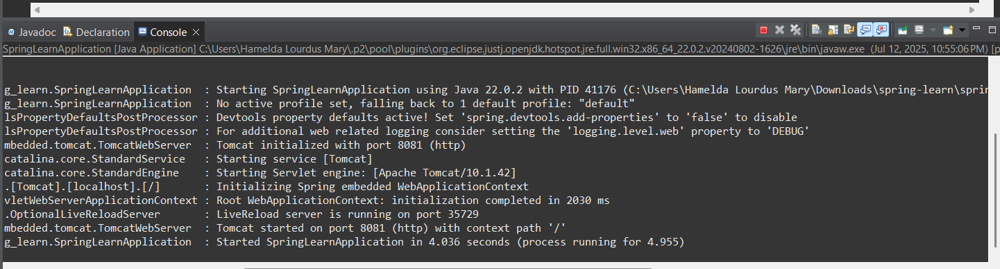 Javadoc Declaration Console
SpringLearnApplication [Java Application] C:\Users\Hamelda Lourdus Mary\.p2\pool\plugins\org.eclipse.justj.openjdk.hotspot.jre.full.win32.x86_64_22.0.2.v20240802-1626\jre\bin\javaw.exe (Jul 12, 2025, 10:55:06 PM) [p
g_learn.SpringLearnApplication : Starting SpringLearnApplication using Java 22.0.2 with PID 41176 (C:\Users\Hamelda Lourdus Mary\Downloads\spring-learn\sprin
g_learn.SpringLearnApplication : No active profile set, falling back to 1 default profile: "default"
lsPropertyDefaultsPostProcessor : Devtools property defaults active! Set 'spring.devtools.add-properties' to 'false' to disable
lsPropertyDefaultsPostProcessor : For additional web related logging consider setting the 'logging.level.web' property to 'DEBUG'
mbedded.tomcat.TomcatWebServer : Tomcat initialized with port 8081 (http)
catalina.core.StandardService : Starting service [Tomcat]
catalina.core.StandardEngine : Starting Servlet engine: [Apache Tomcat/10.1.42]
.[Tomcat].[localhost].[/] : Initializing Spring embedded WebApplicationContext
vletWebServerApplicationContext : Root WebApplicationContext: initialization completed in 2030 ms
.OptionalLiveReloadServer : LiveReload server is running on port 35729
mbedded.tomcat.TomcatWebServer : Tomcat started on port 8081 (http) with context path '/'
g_learn.SpringLearnApplication : Started SpringLearnApplication in 4.036 seconds (process running for 4.955)